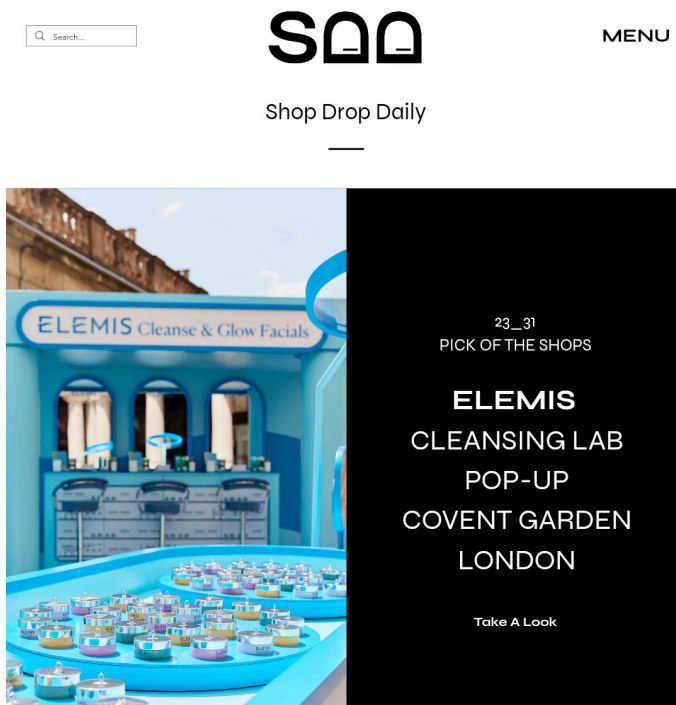 Search...
SDD
MENU
Shop Drop Daily
ELEMIS Cleanse & Glow Facials
23_31
PICK OF THE SHOPS
ELEMIS
CLEANSING LAB
POP-UP
COVENT GARDEN
LONDON
Take A Look